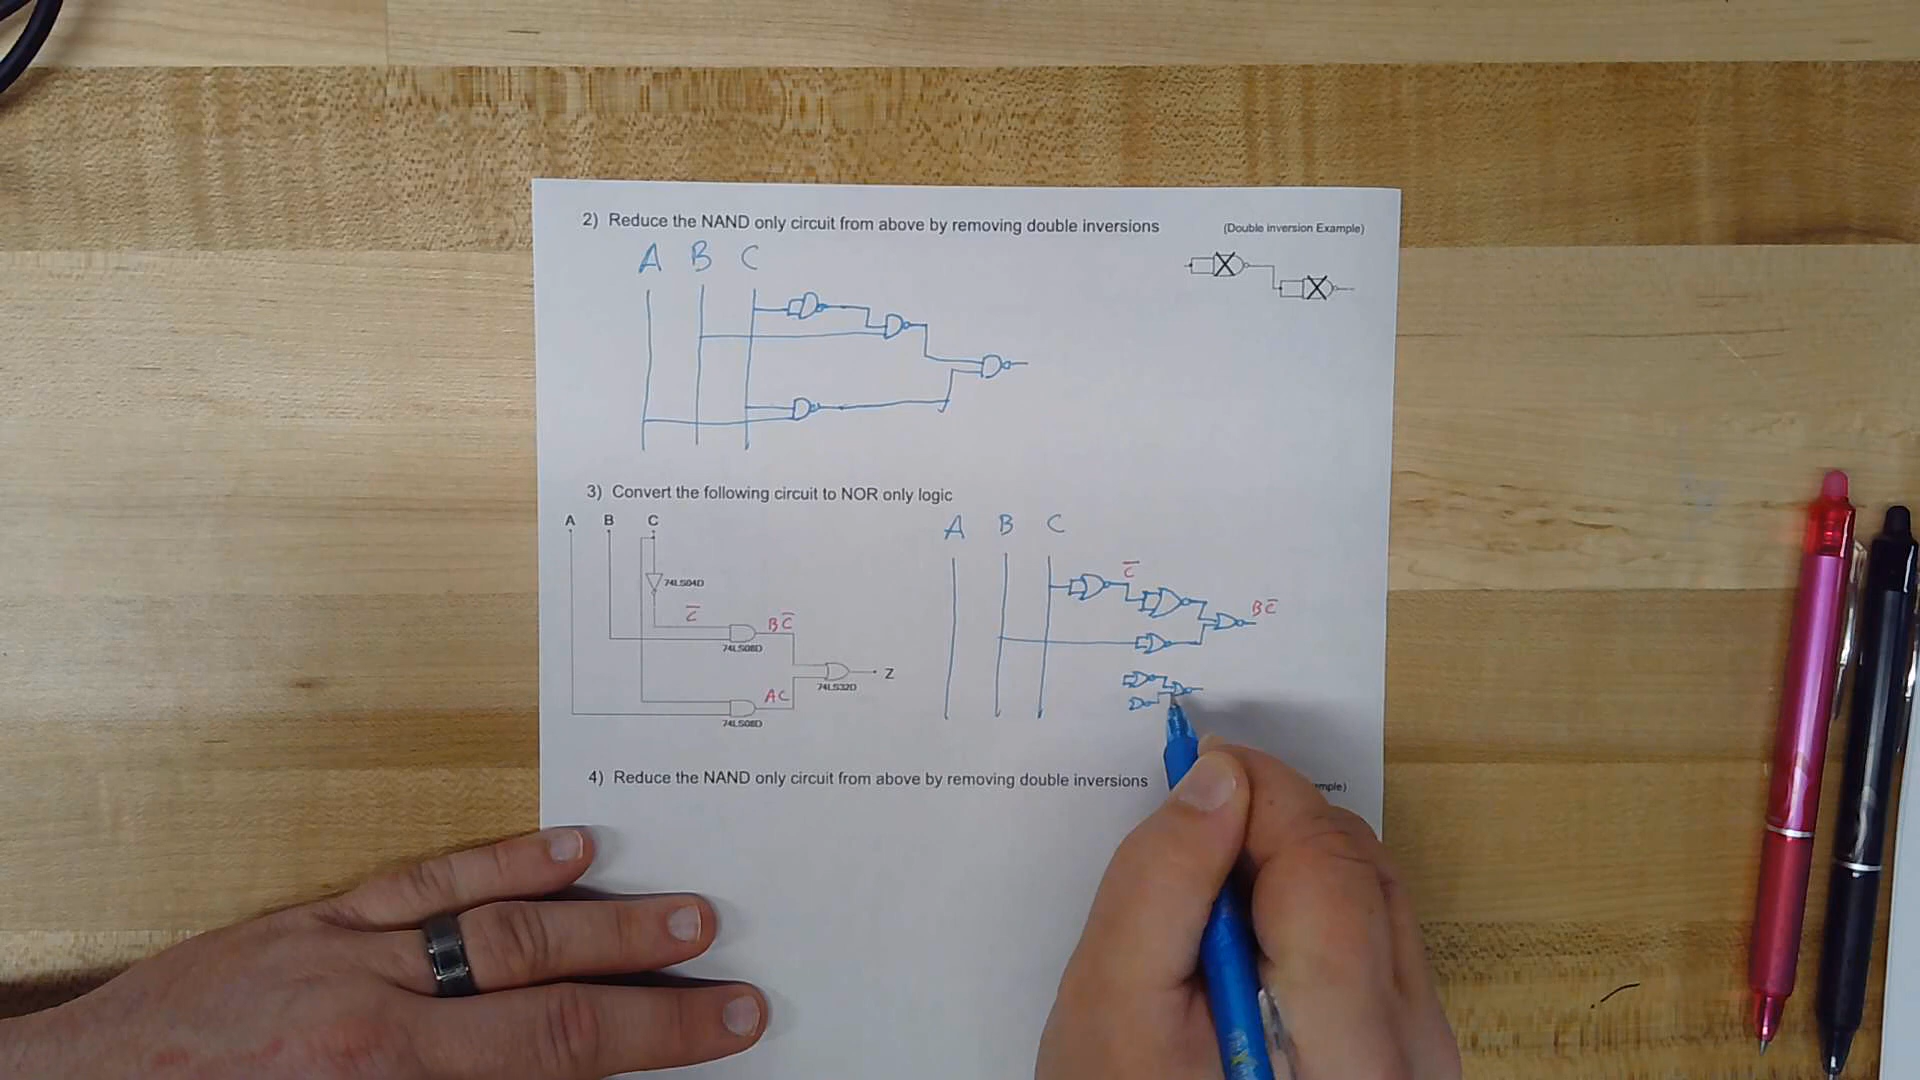 2) Reduce the NAND only circuit from above by removing double inversions
(Double inversion Example)
A B C
3) Convert the following circuit to NOR only logic
A B C
74LS04D
C̅
BC̅
74LS08D
Z
74LS32D
AC
74LS08D
A B C
C̅
BC̅
4) Reduce the NAND only circuit from above by removing double inversions